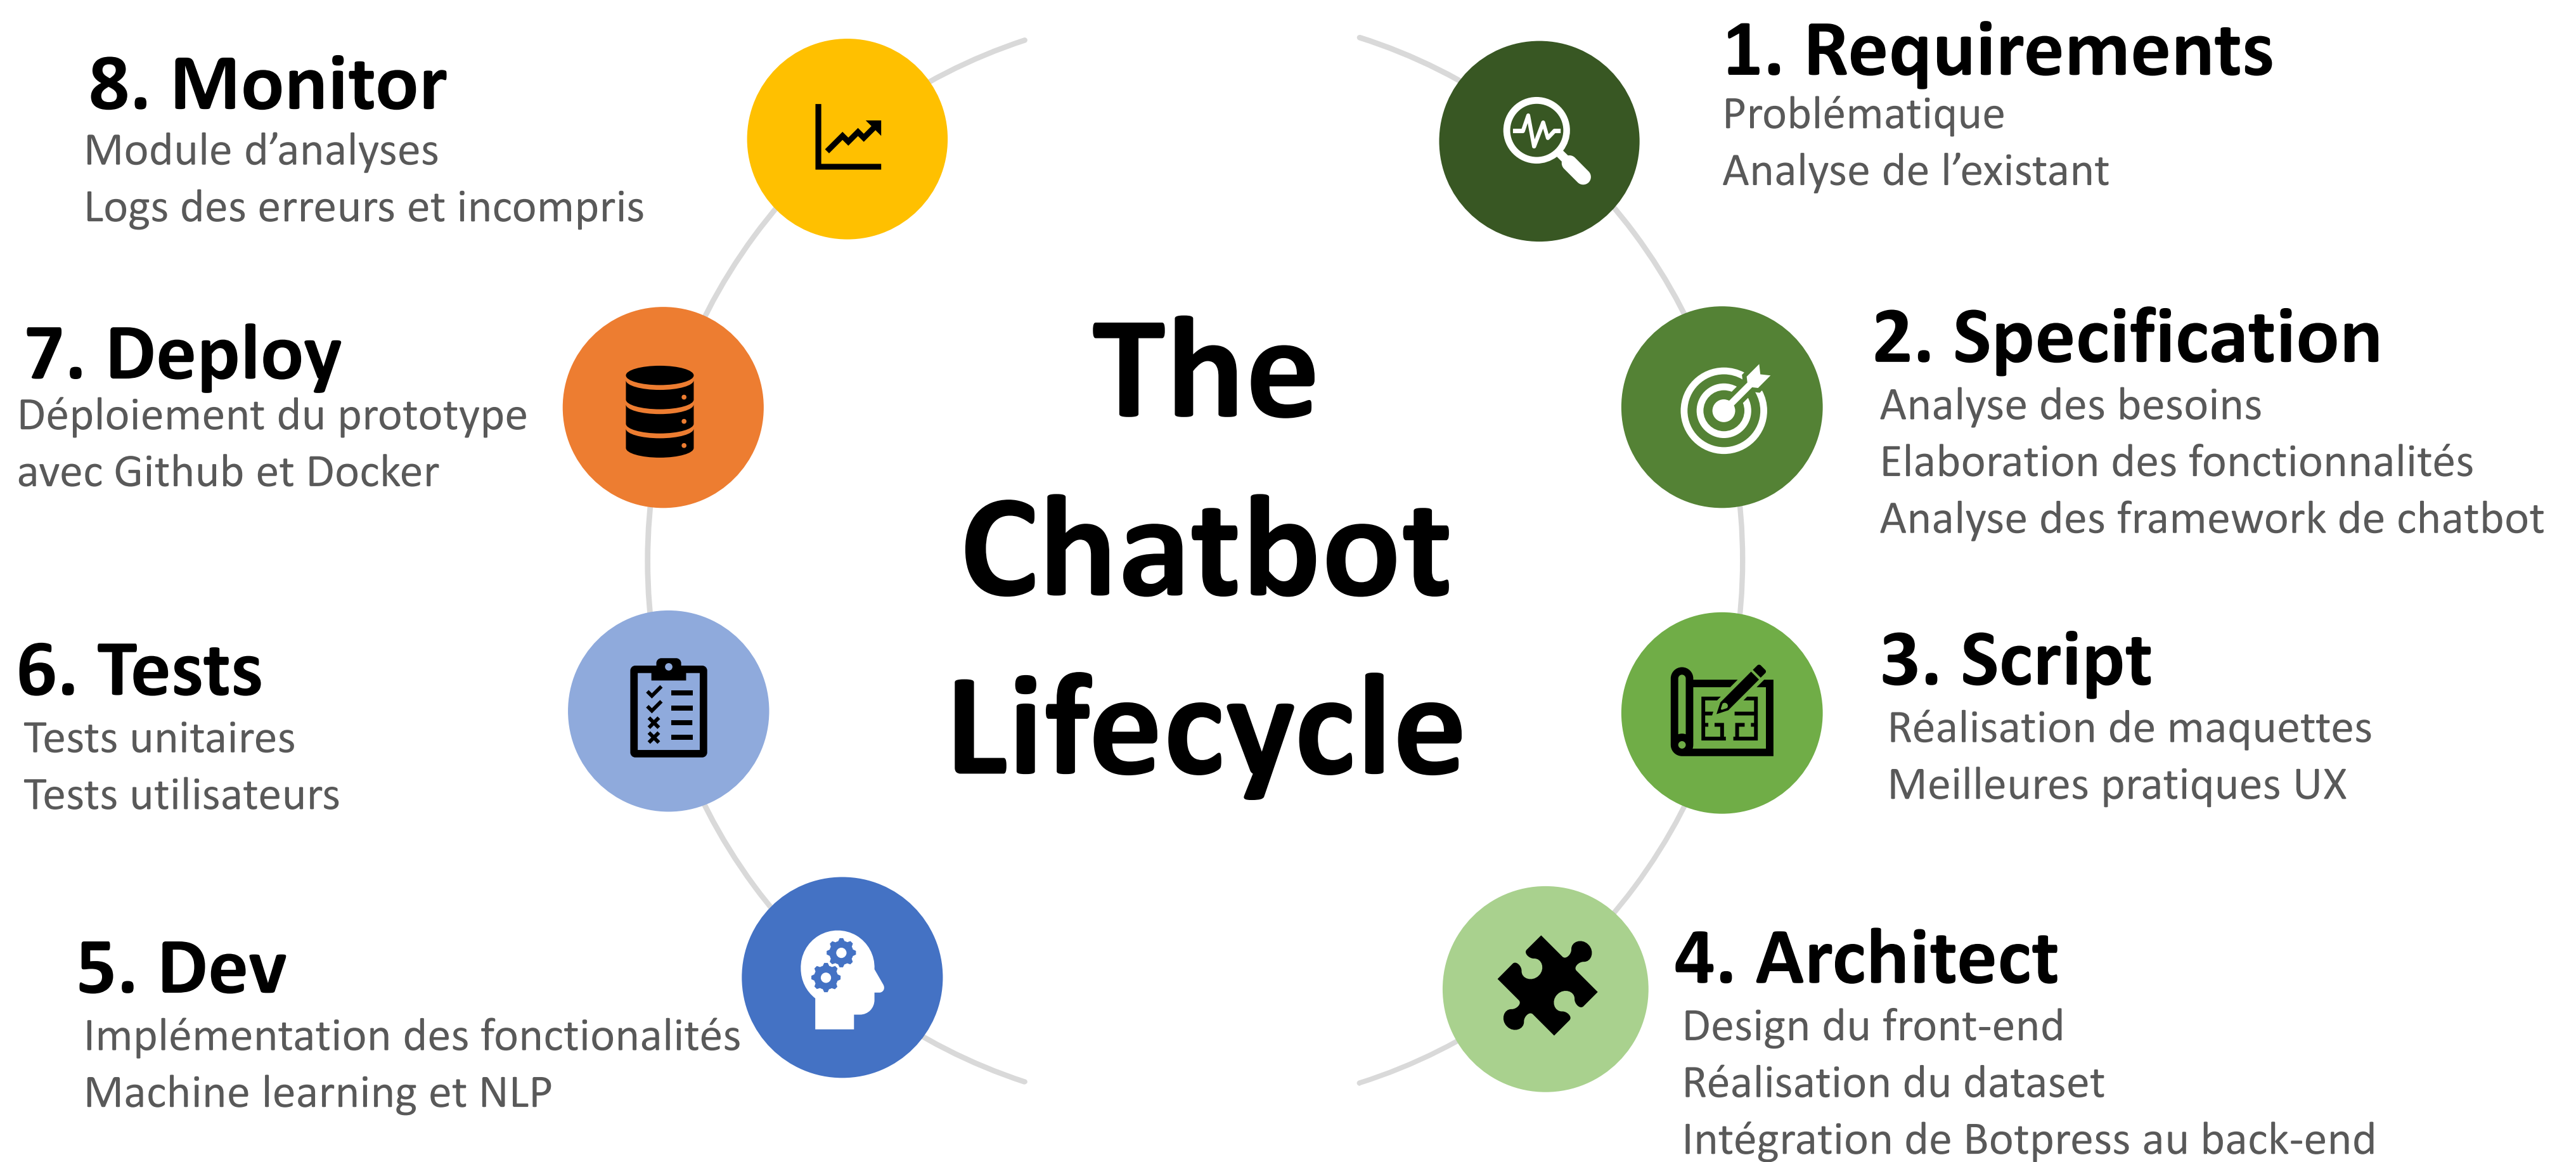 The
Chatbot
Lifecycle
1. Requirements
Problématique
Analyse de l’existant
2. Specification
Analyse des besoins
Elaboration des fonctionnalités
Analyse des framework de chatbot
3. Script
Réalisation de maquettes
Meilleures pratiques UX
4. Architect
Design du front-end
Réalisation du dataset
Intégration de Botpress au back-end
5. Dev
Implémentation des fonctionalités
Machine learning et NLP
6. Tests
Tests unitaires
Tests utilisateurs
7. Deploy
Déploiement du prototype
avec Github et Docker
8. Monitor
Module d’analyses
Logs des erreurs et incompris